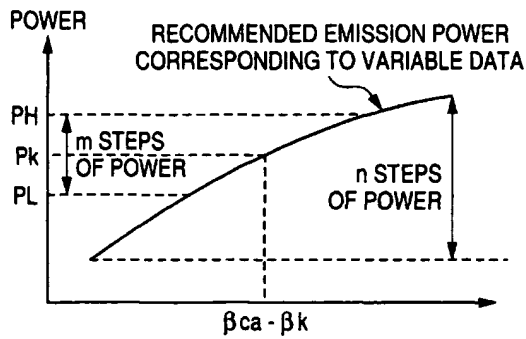 POWER
RECOMMENDED EMISSION POWER
CORRESPONDING TO VARIABLE DATA
PH
m STEPS
OF POWER
Pk
PL
n STEPS
OF POWER
βca - βk